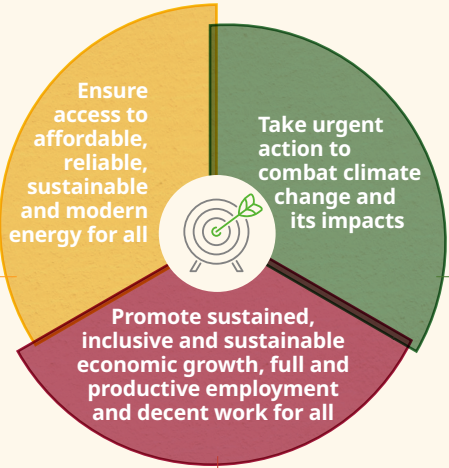 Ensure
access to
affordable,
reliable,
sustainable
and modern
energy for all
Take urgent
action to
combat climate
change and
its impacts
Promote sustained,
inclusive and sustainable
economic growth, full and
productive employment
and decent work for all